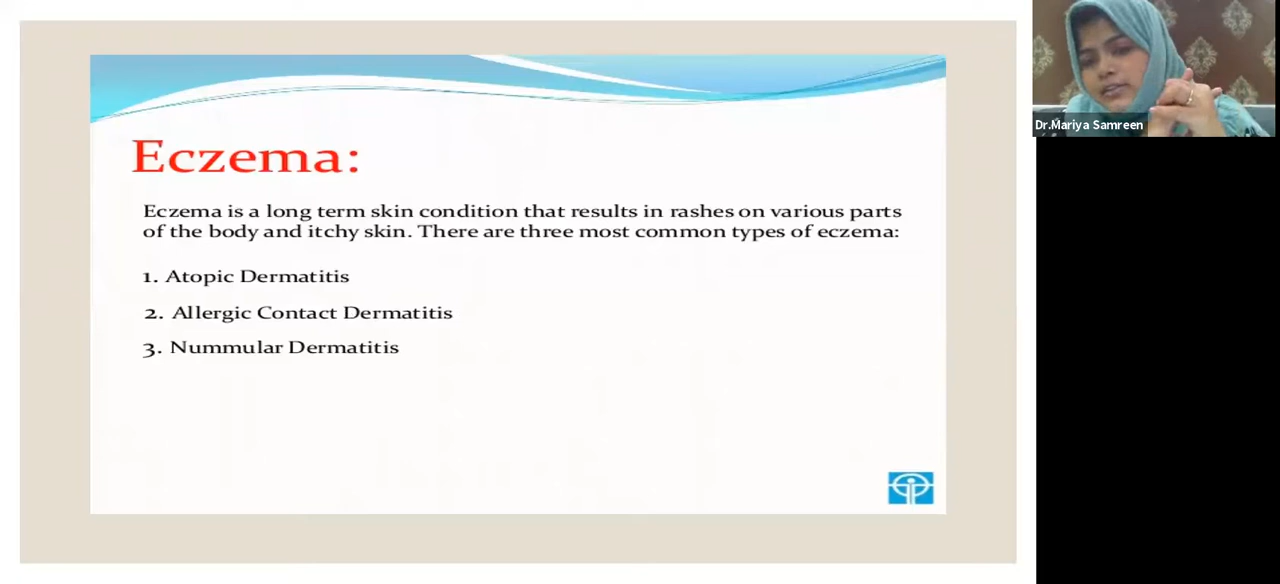 Eczema:
Eczema is a long term skin condition that results in rashes on various parts
of the body and itchy skin. There are three most common types of eczema:
1. Atopic Dermatitis
2. Allergic Contact Dermatitis
3. Nummular Dermatitis
Dr.Mariya Samreen